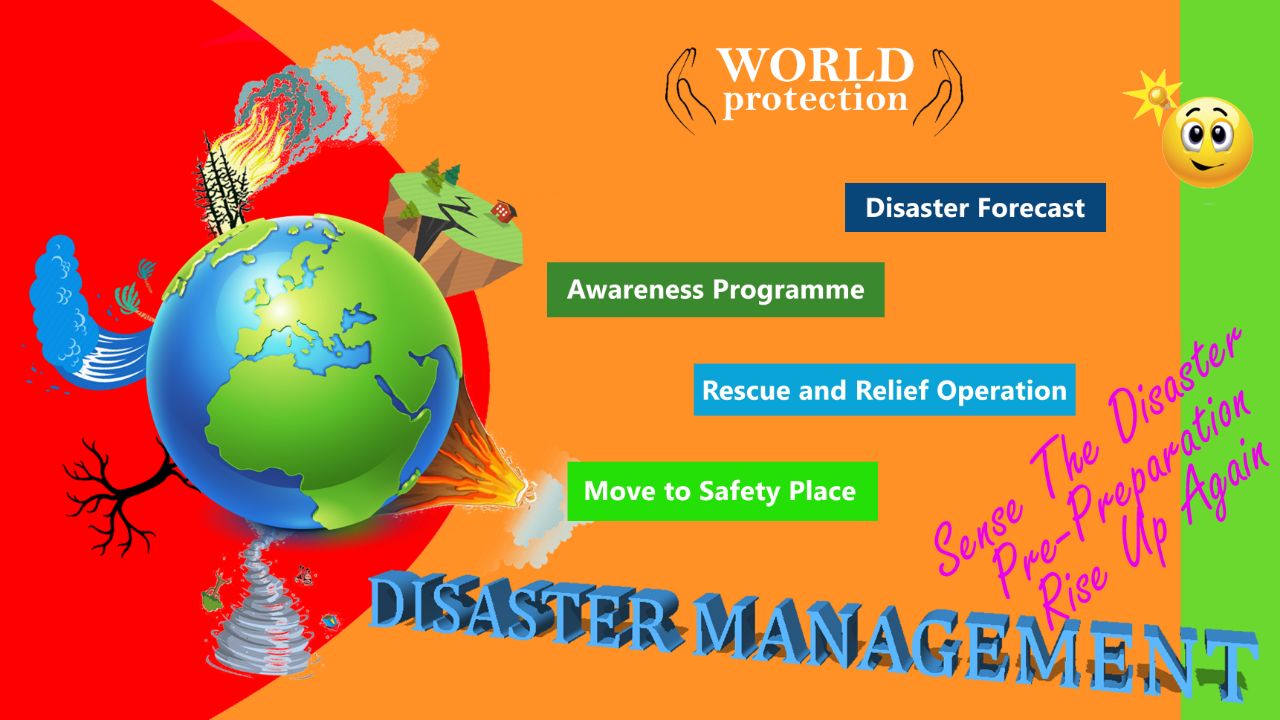 WORLD
protection
Disaster Forecast
Awareness Programme
Rescue and Relief Operation
Move to Safety Place
Sense The Disaster
Pre-Preparation
Rise Up Again
DISASTER MANAGEMENT